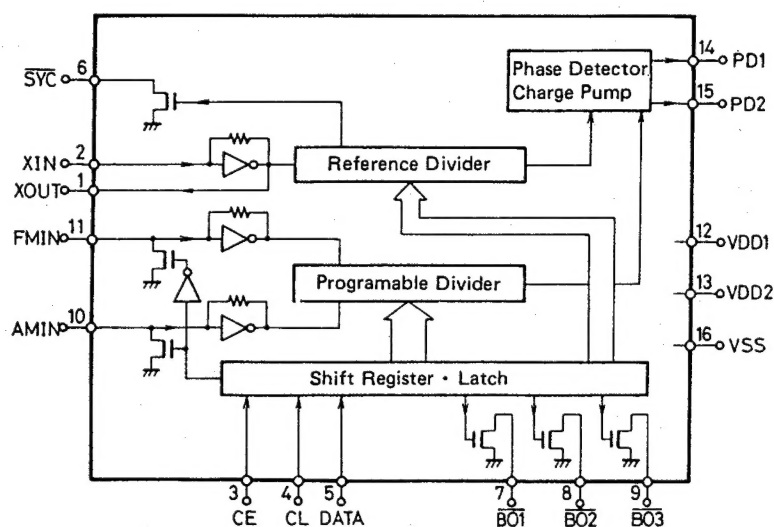 6
SYC
2
XIN
1
XOUT
11
FMIN
10
AMIN
Phase Detector
Charge Pump
14
PD1
15
PD2
Reference Divider
Programable Divider
12
VDD1
13
VDD2
16
VSS
Shift Register · Latch
3
4
5
7
8
9
CE
CL
DATA
BO1
BO2
BO3